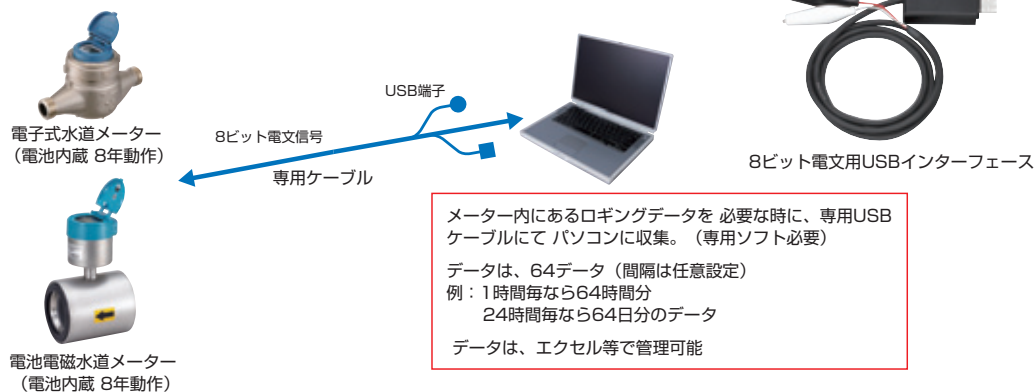 電子式水道メーター
(電池内蔵 8年動作)
8ビット電文信号
USB端子
専用ケーブル
8ビット電文用USBインターフェース
電池電磁水道メーター
(電池内蔵 8年動作)
メーター内にあるロギングデータを 必要な時に、専用USB
ケーブルにて パソコンに収集。(専用ソフト必要)
データは、64データ(間隔は任意設定)
例:1時間毎なら64時間分
24時間毎なら64日分のデータ
データは、エクセル等で管理可能